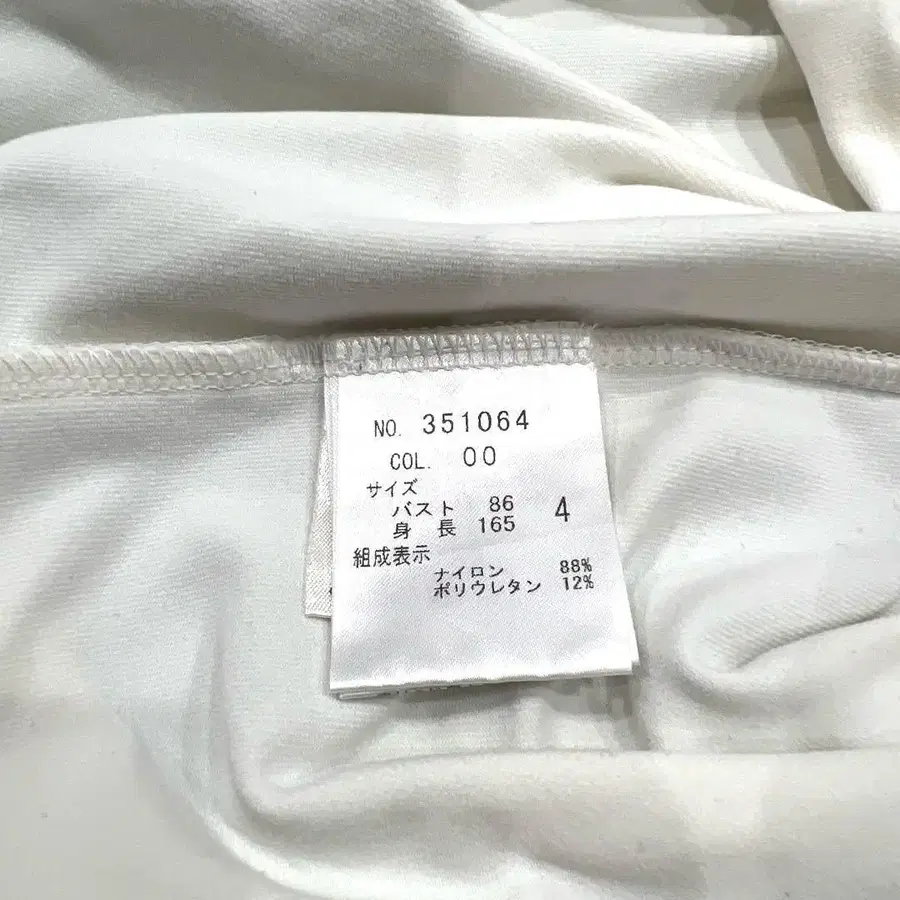 NO. 351064
COL. 00
サイズ
バスト 86
身長 165 4
組成表示
ナイロン 88%
ポリウレタン 12%